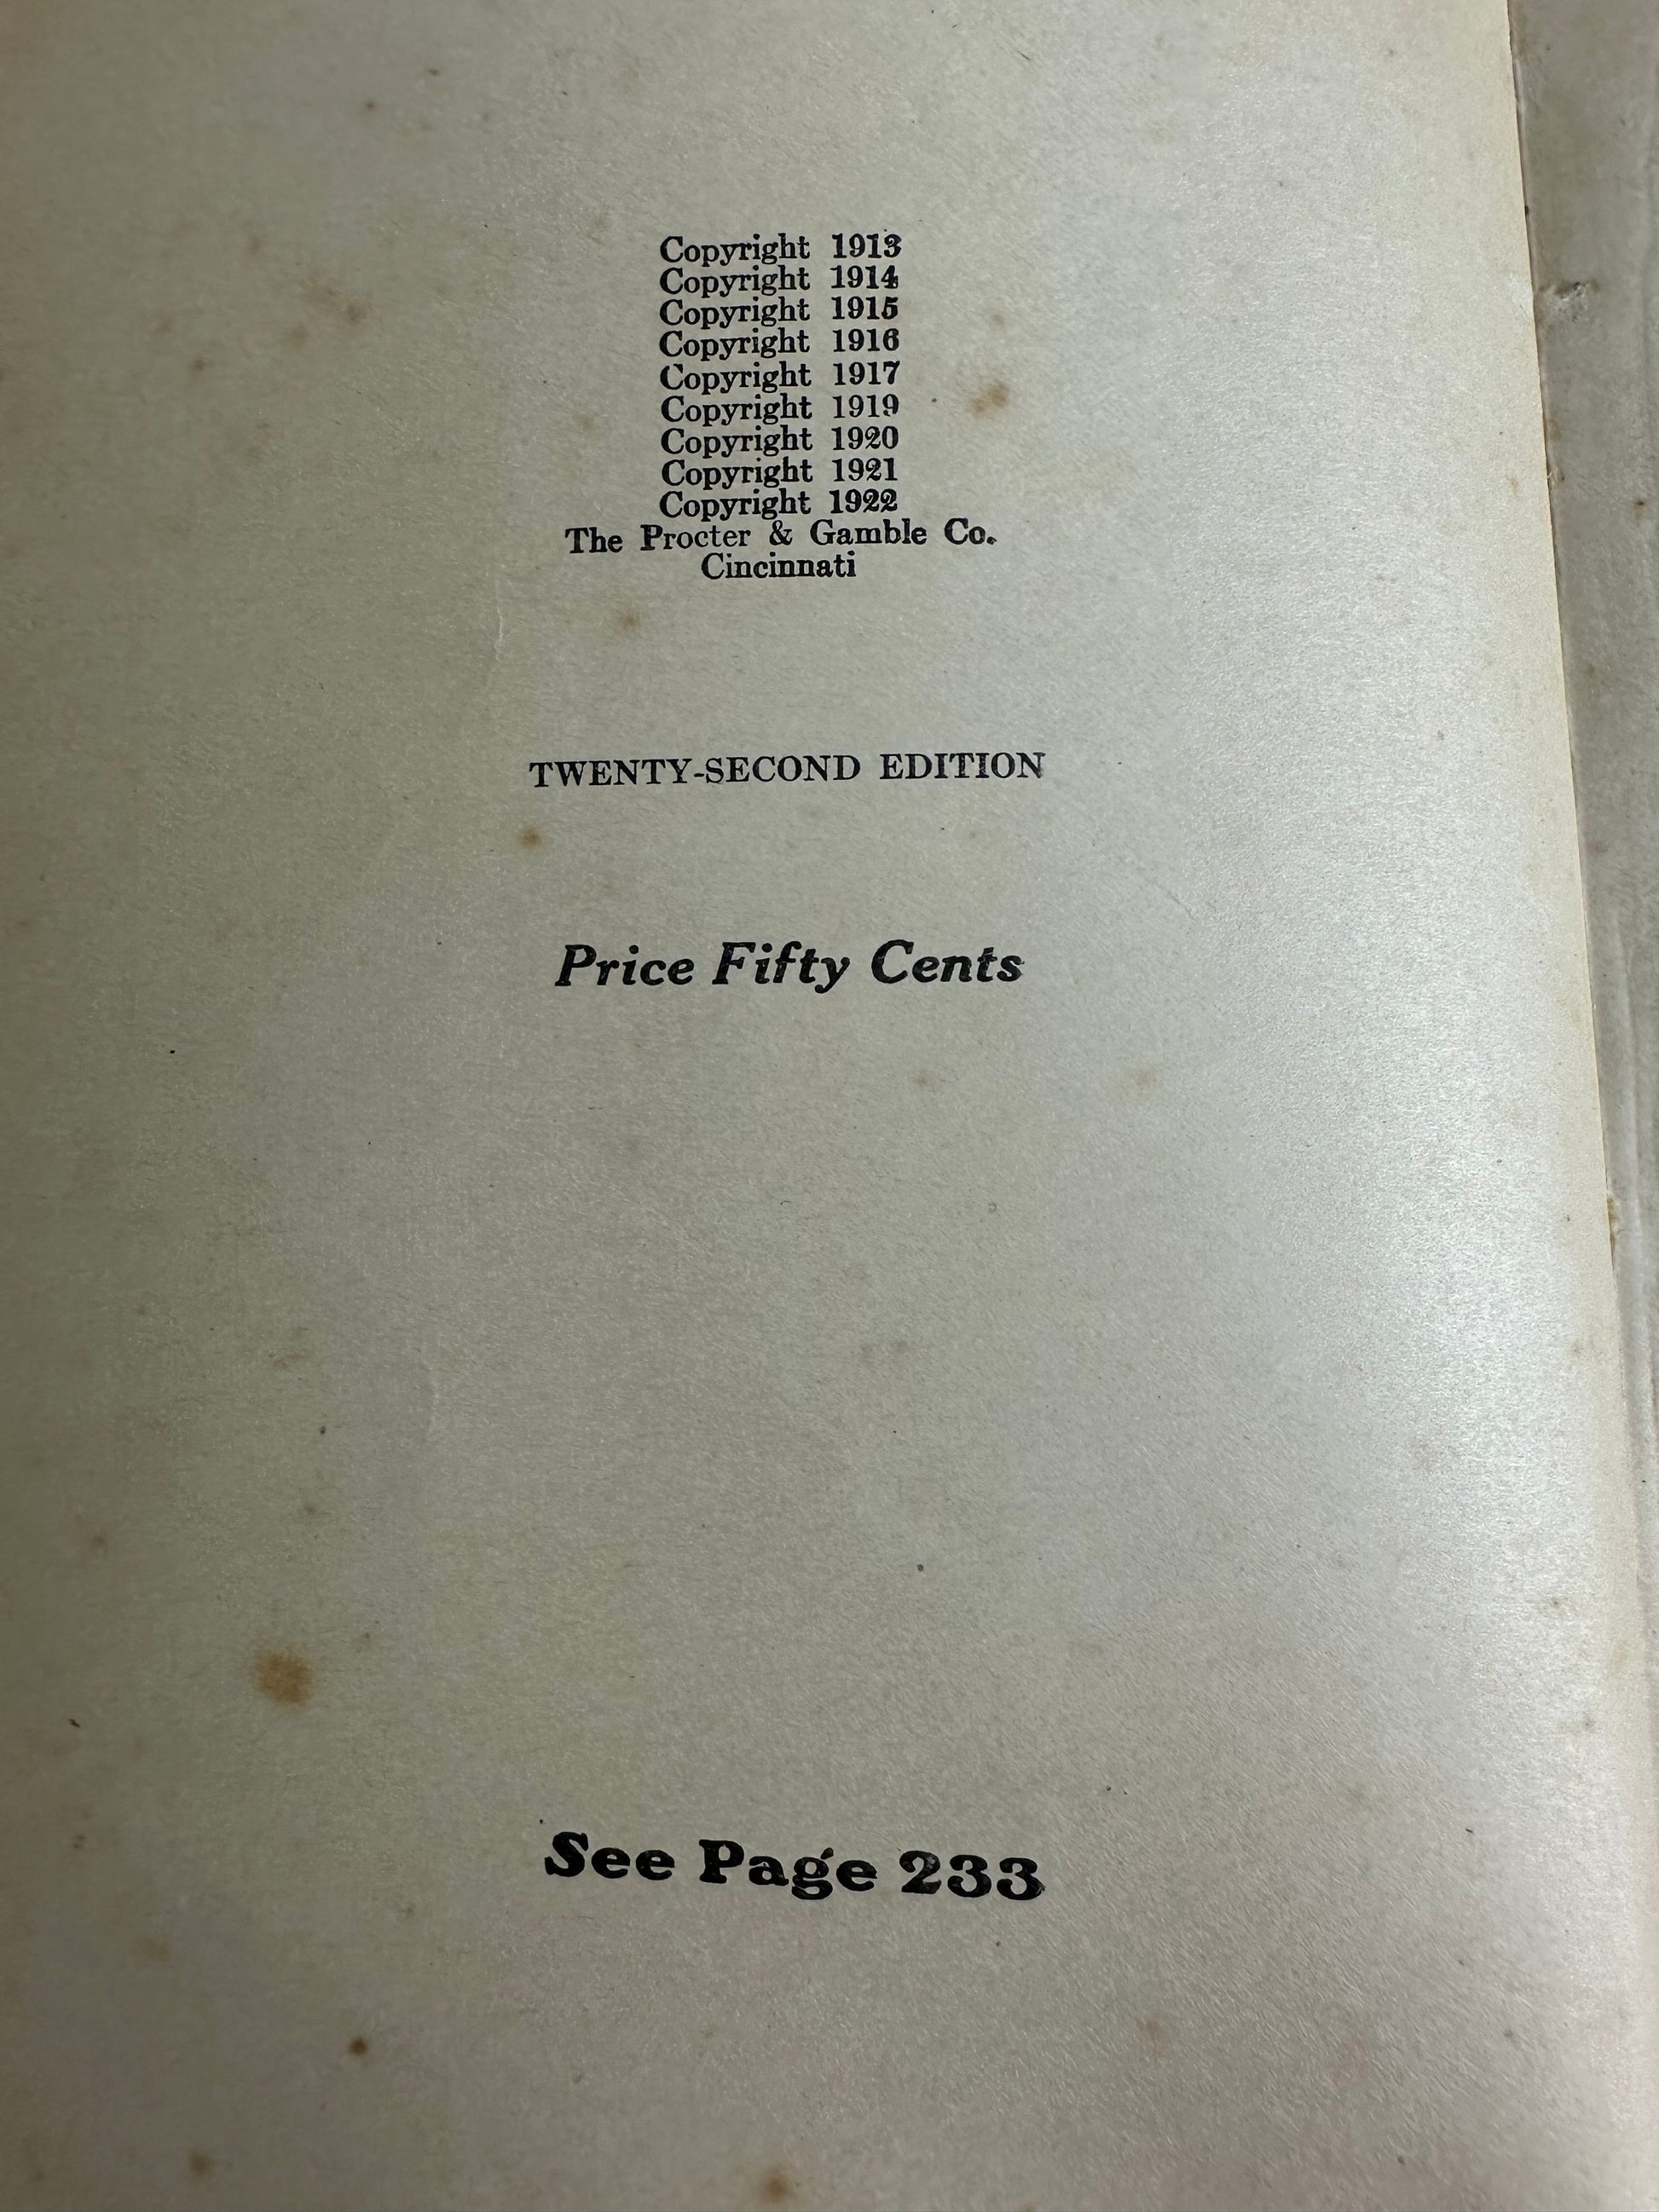 Copyright 1913
Copyright 1914
Copyright 1915
Copyright 1916
Copyright 1917
Copyright 1919
Copyright 1920
Copyright 1921
Copyright 1922
The Procter & Gamble Co.
Cincinnati
TWENTY-SECOND EDITION
Price Fifty Cents
See Page 233